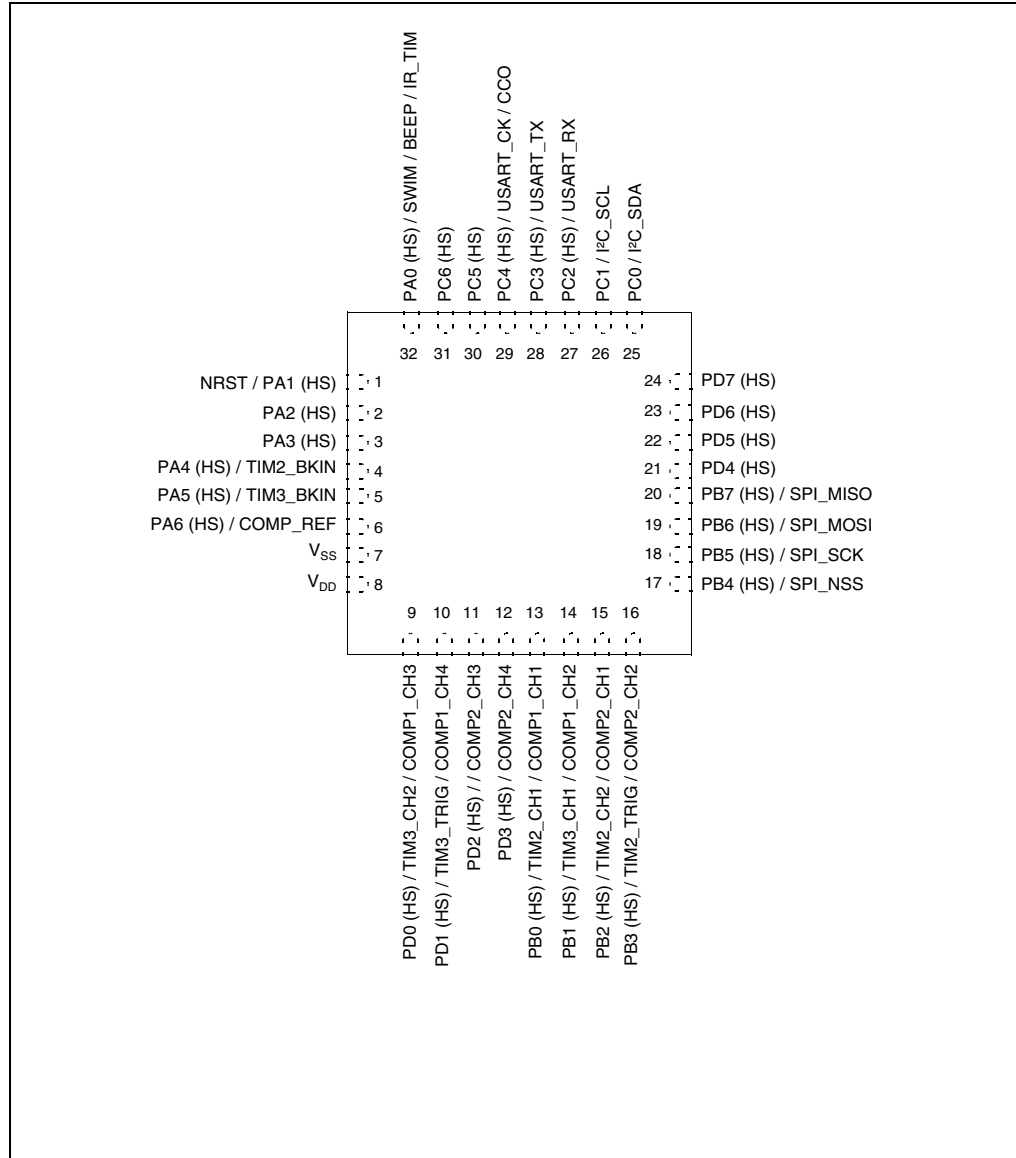 PA0 (HS) / SWIM / BEEP / IR_TIM
PC6 (HS)
PC5 (HS)
PC4 (HS) / USART_CK / CCO
PC3 (HS) / USART_TX
PC2 (HS) / USART_RX
PC1 / I²C_SCL
PC0 / I²C_SDA
32 31 30 29 28 27 26 25
NRST / PA1 (HS) 1
PA2 (HS) 2
PA3 (HS) 3
PA4 (HS) / TIM2_BKIN 4
PA5 (HS) / TIM3_BKIN 5
PA6 (HS) / COMP_REF 6
VSS 7
VDD 8
24 PD7 (HS)
23 PD6 (HS)
22 PD5 (HS)
21 PD4 (HS)
20 PB7 (HS) / SPI_MISO
19 PB6 (HS) / SPI_MOSI
18 PB5 (HS) / SPI_SCK
17 PB4 (HS) / SPI_NSS
9 10 11 12 13 14 15 16
PD0 (HS) / TIM3_CH2 / COMP1_CH3
PD1 (HS) / TIM3_TRIG / COMP1_CH4
PD2 (HS) / / COMP2_CH3
PD3 (HS) / COMP2_CH4
PB0 (HS) / TIM2_CH1 / COMP1_CH1
PB1 (HS) / TIM3_CH1 / COMP1_CH2
PB2 (HS) / TIM2_CH2 / COMP2_CH1
PB3 (HS) / TIM2_TRIG / COMP2_CH2